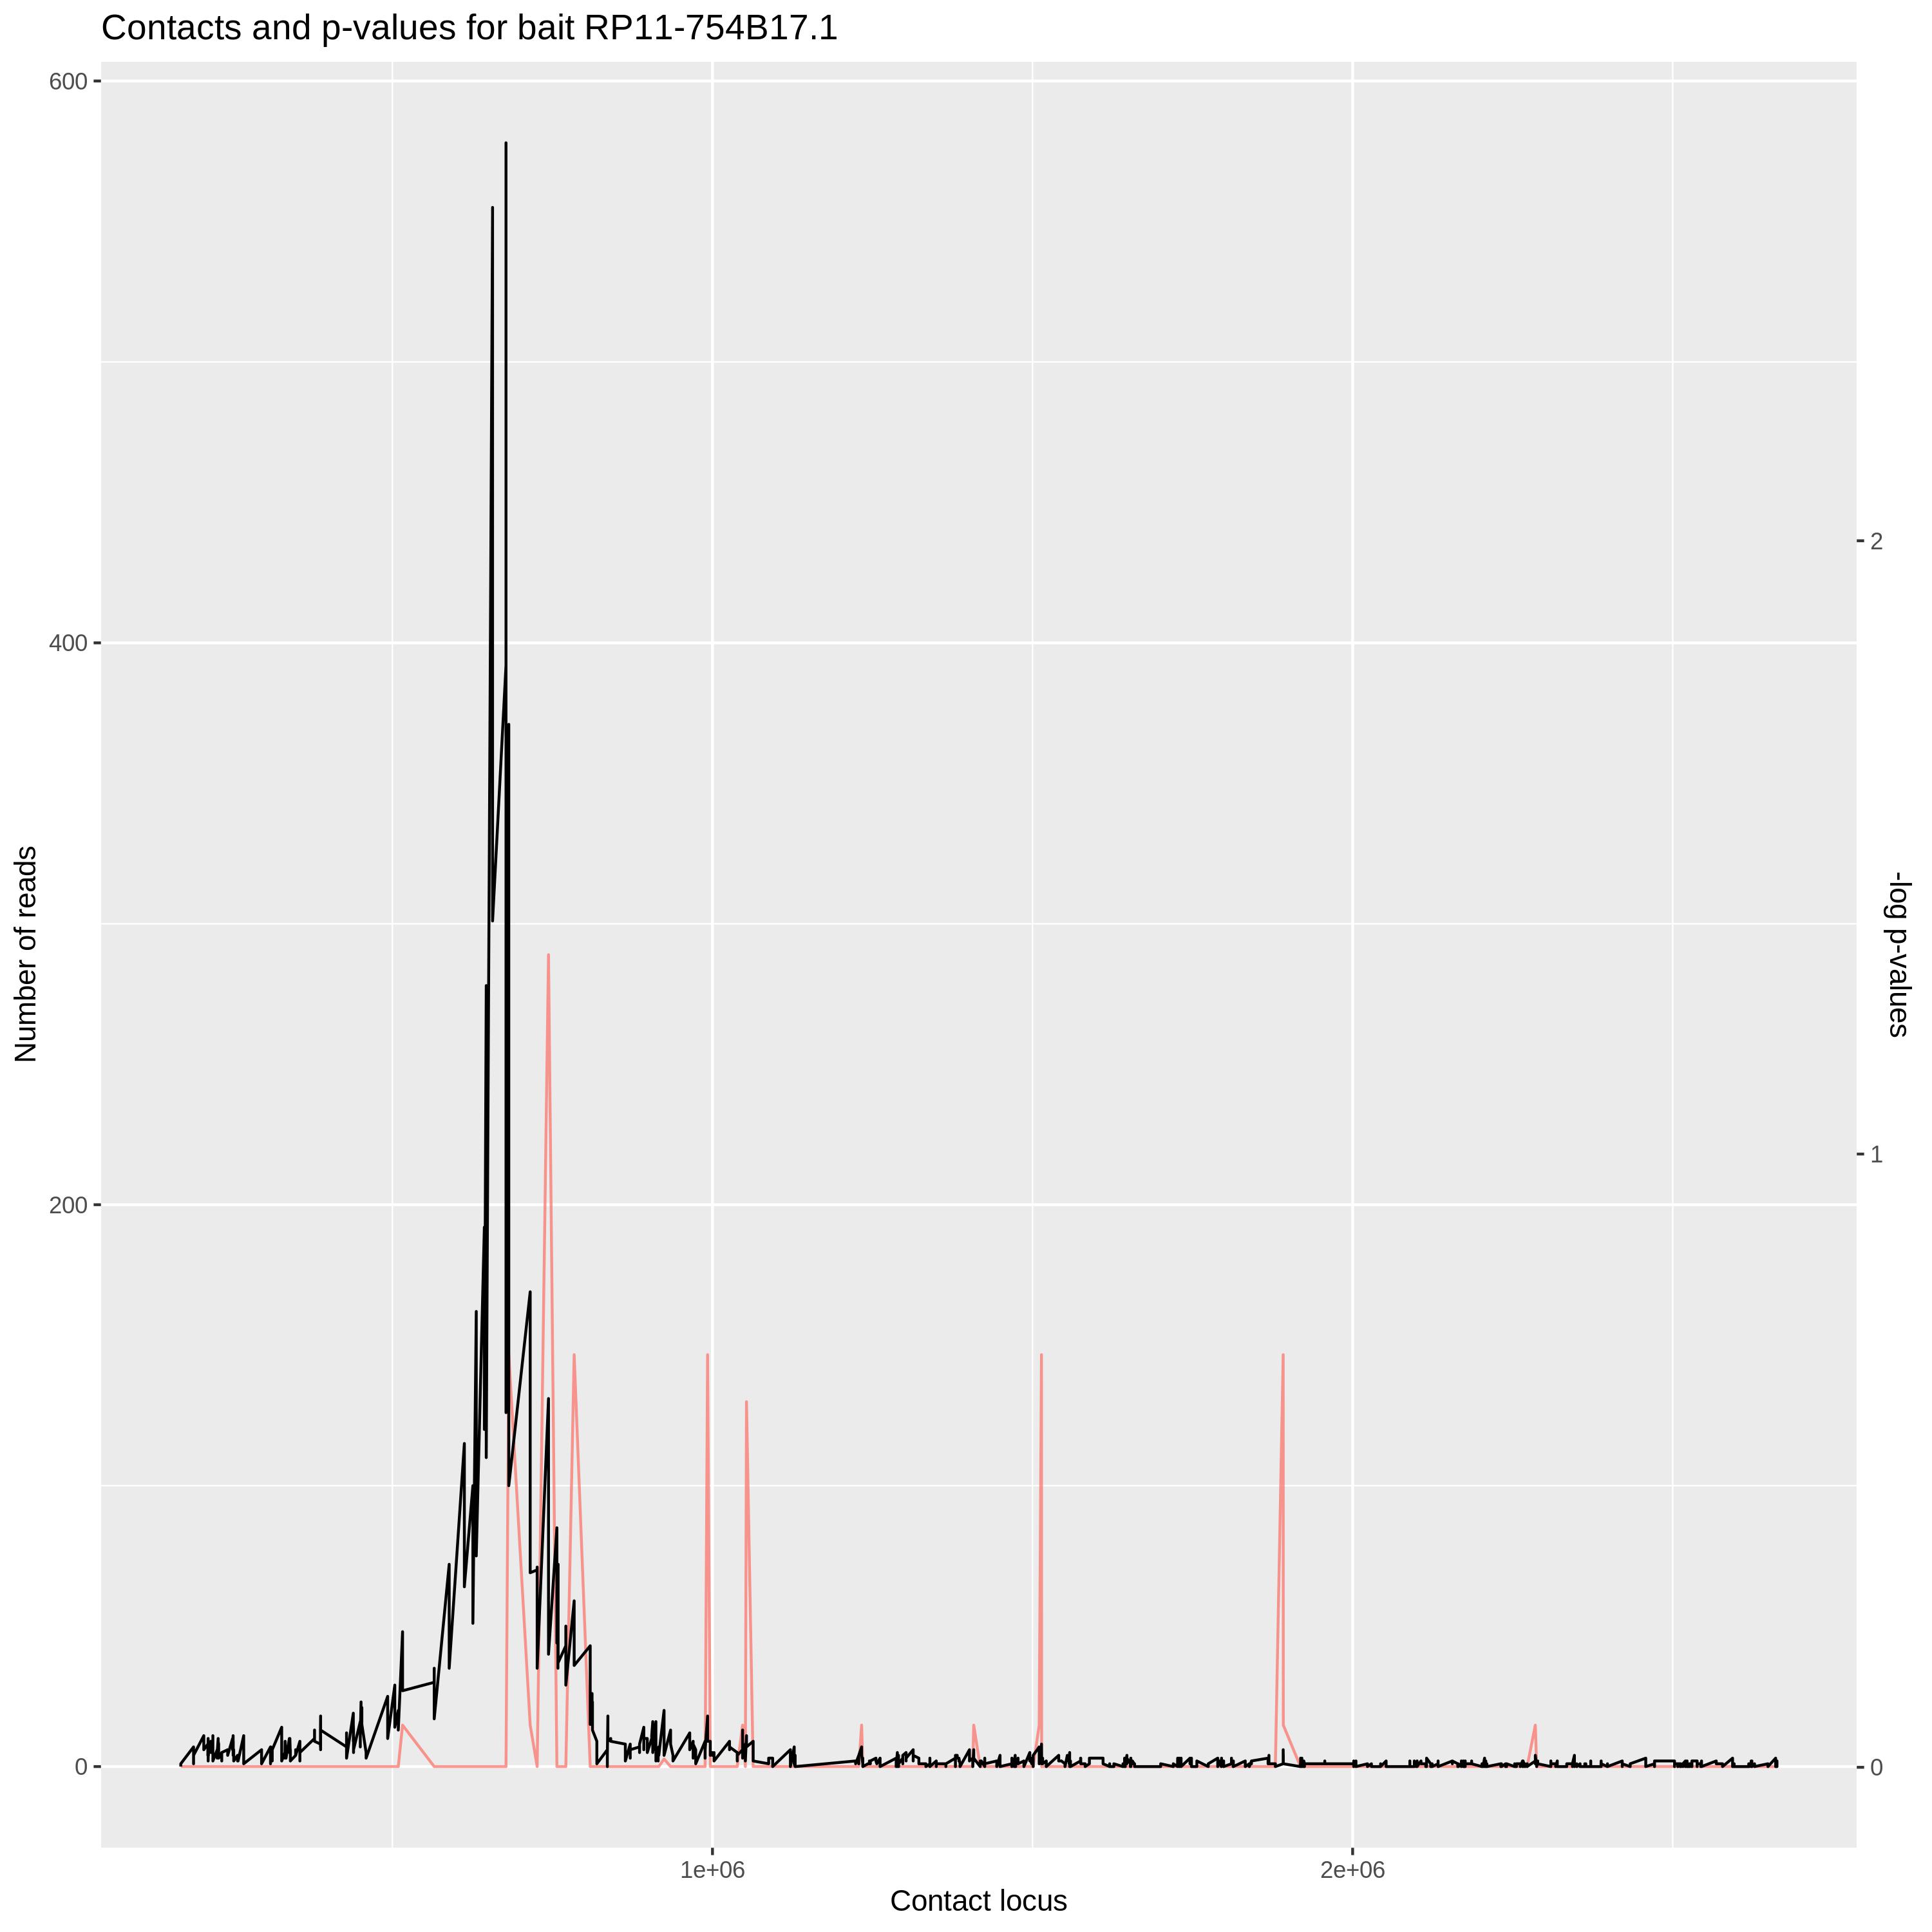 Contacts and p-values for bait RP11-754B17.1
600
400
200
0
Number of reads
2
1
0
-log p-values
1e+06
2e+06
Contact locus